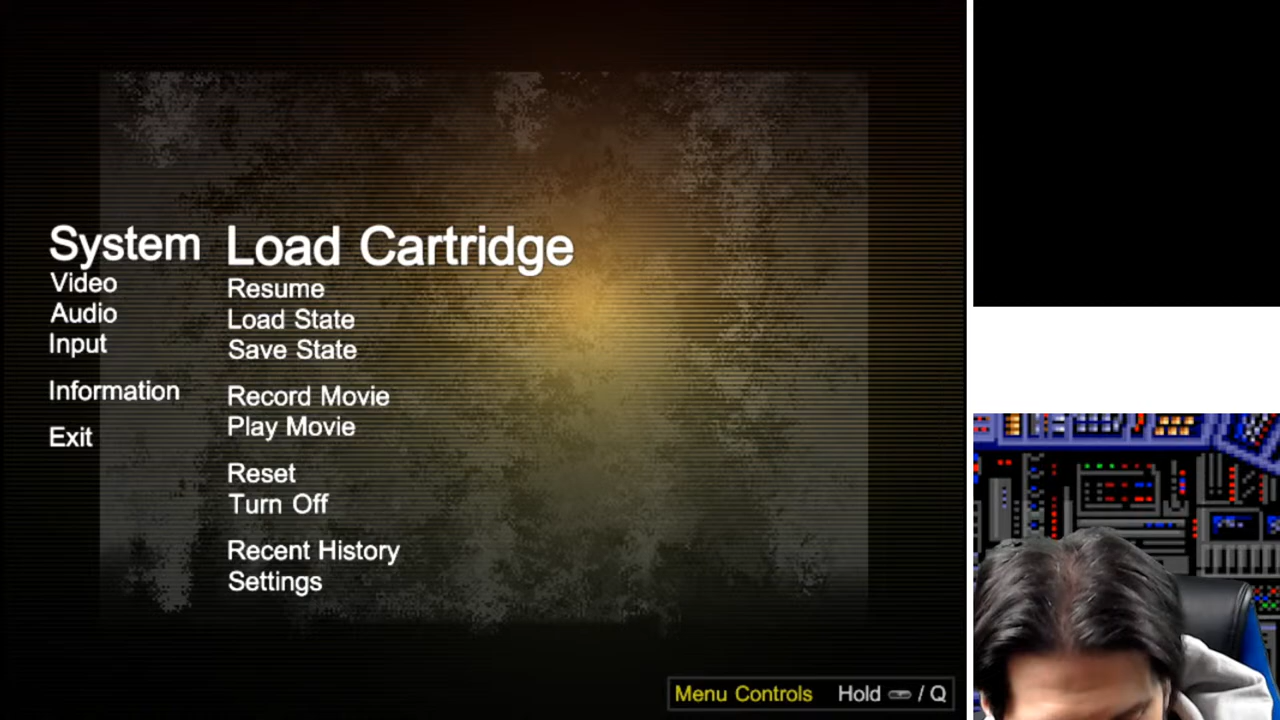 System
Video
Audio
Input
Information
Exit
Load Cartridge
Resume
Load State
Save State
Record Movie
Play Movie
Reset
Turn Off
Recent History
Settings
Menu Controls Hold / Q